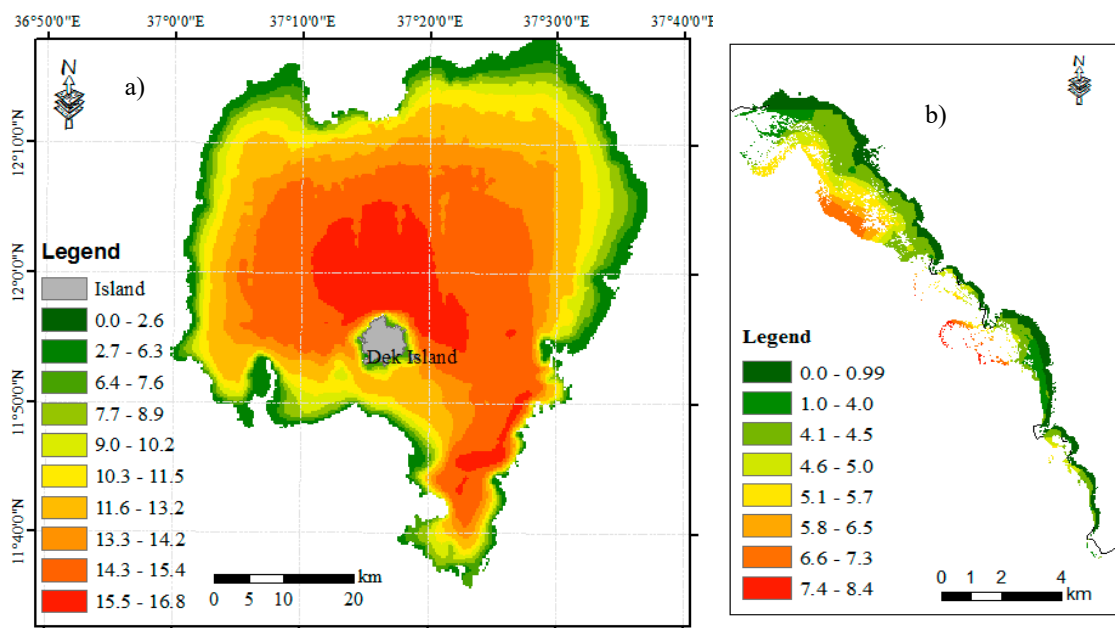 36°50'0"E 37°0'0"E 37°10'0"E 37°20'0"E 37°30'0"E 37°40'0"E
N
a)
12°10'0"N
12°0'0"N
11°50'0"N
11°40'0"N
Dek Island
Legend
Island
0.0 - 2.6
2.7 - 6.3
6.4 - 7.6
7.7 - 8.9
9.0 - 10.2
10.3 - 11.5
11.6 - 13.2
13.3 - 14.2
14.3 - 15.4
15.5 - 16.8
km
0 5 10 20
N
b)
Legend
0.0 - 0.99
1.0 - 4.0
4.1 - 4.5
4.6 - 5.0
5.1 - 5.7
5.8 - 6.5
6.6 - 7.3
7.4 - 8.4
0 1 2 4
km